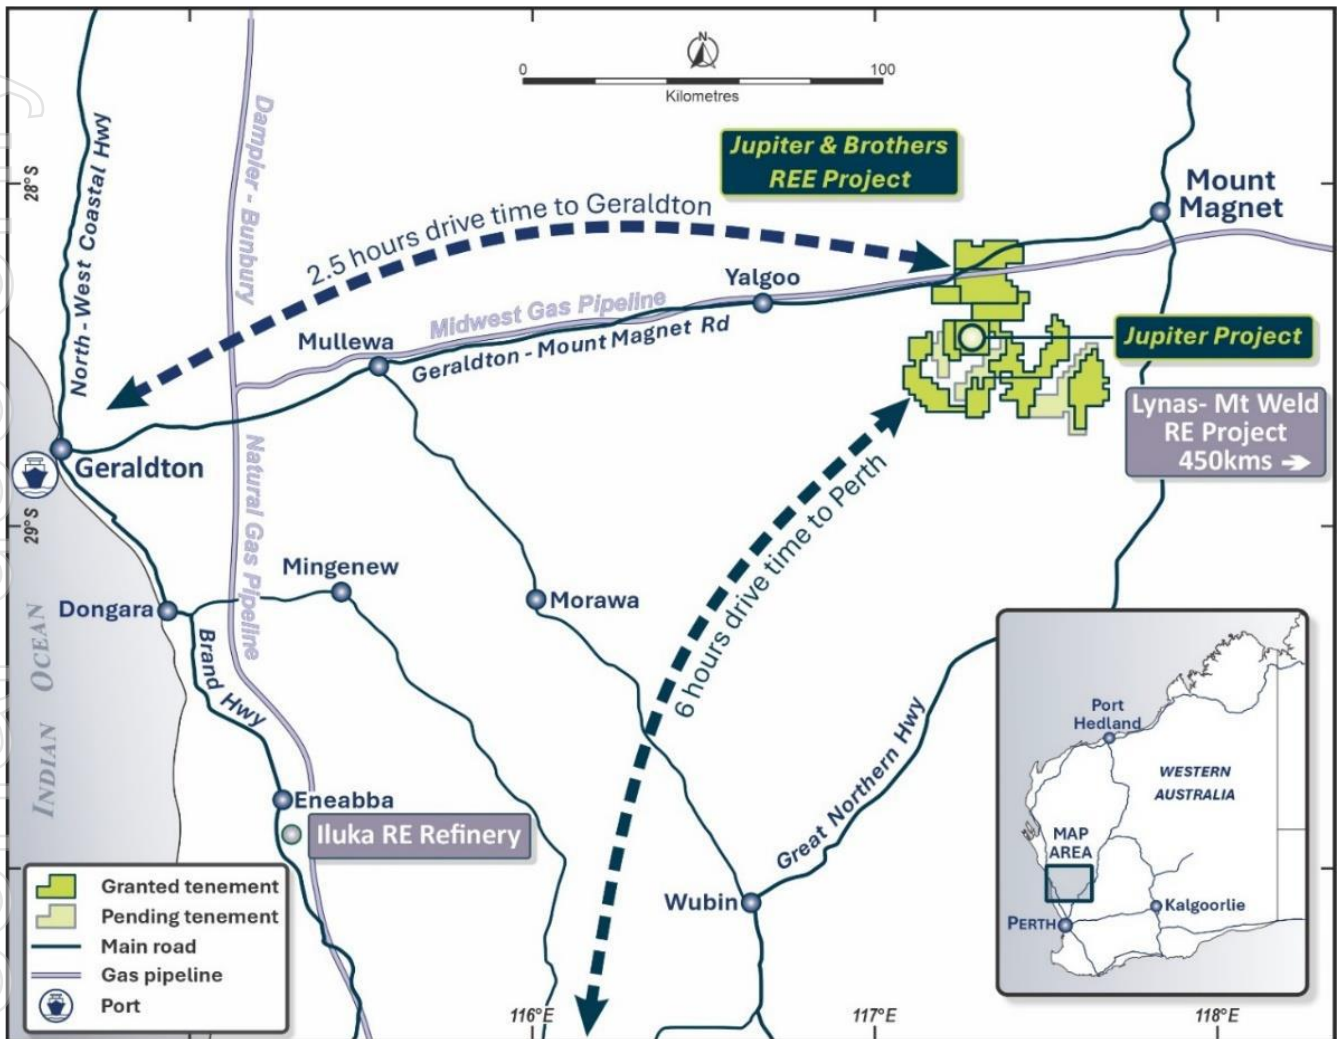 N
0
100
Kilometres
Jupiter & Brothers
REE Project
Mount
Magnet
28°S
North-West Coastal Hwy
Dampier - Bunbury
2.5 hours drive time to Geraldton
Yalgoo
Midwest Gas Pipeline
Mullewa
Geraldton - Mount Magnet Rd
Jupiter Project
Lynas- Mt Weld
RE Project
450kms
Geraldton
Natural Gas Pipeline
6 hours drive time to Perth
29°S
Mingenew
Morawa
Dongara
INDIAN OCEAN
Brand Hwy
Great Northern Hwy
Eneabba
Iluka RE Refinery
Wubin
Granted tenement
Pending tenement
Main road
Gas pipeline
Port
116°E
117°E
118°E
Port
Hedland
WESTERN
AUSTRALIA
MAP
AREA
PERTH
Kalgoorlie